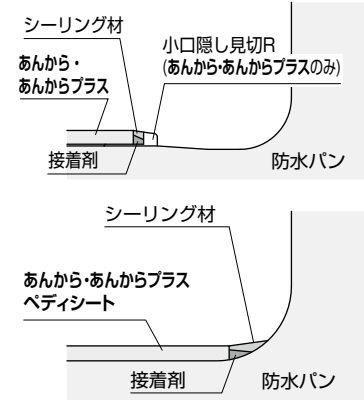 シーリング材
小口隠し見切R
(あんから・あんからプラスのみ)
あんから・
あんからプラス
接着剤
防水パン
シーリング材
あんから・あんからプラス
ペディシート
接着剤
防水パン